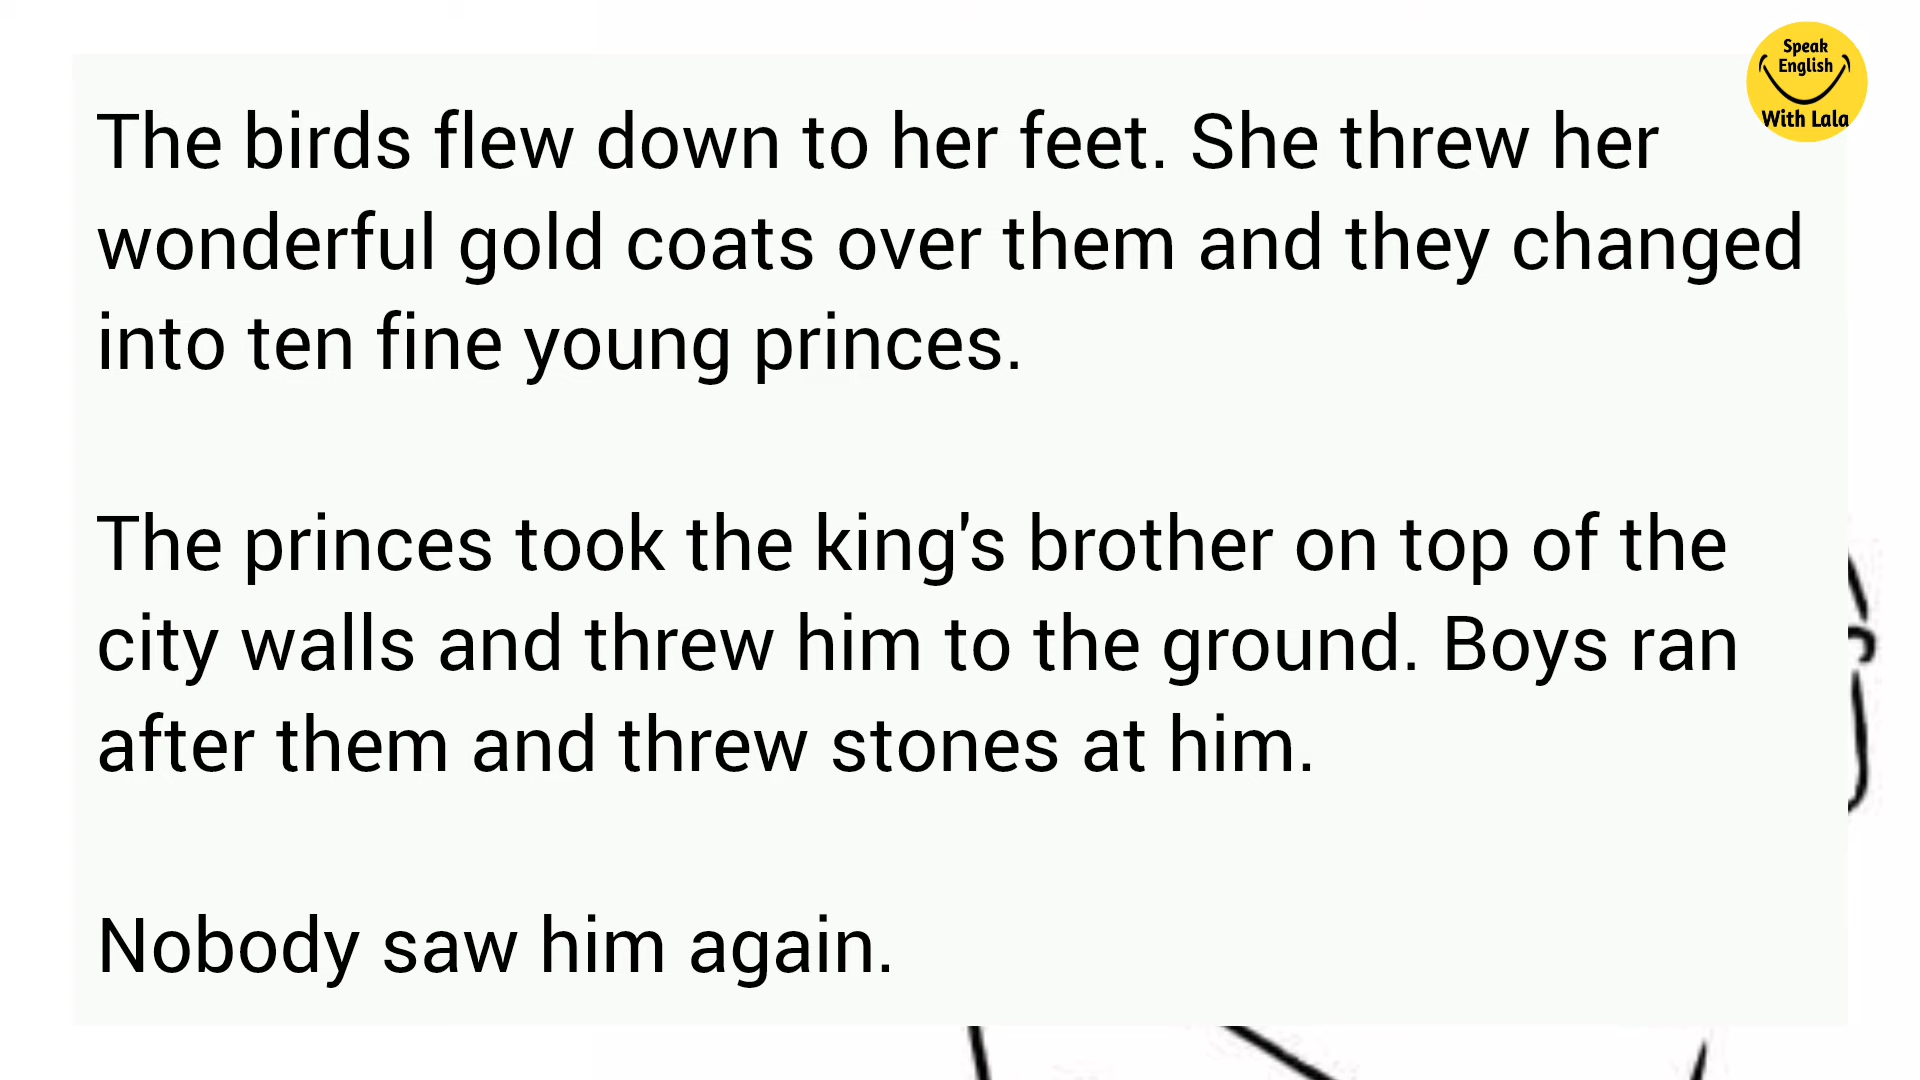 Speak
English
With Lala
The birds flew down to her feet. She threw her
wonderful gold coats over them and they changed
into ten fine young princes.
The princes took the king's brother on top of the
city walls and threw him to the ground. Boys ran
after them and threw stones at him.
Nobody saw him again.